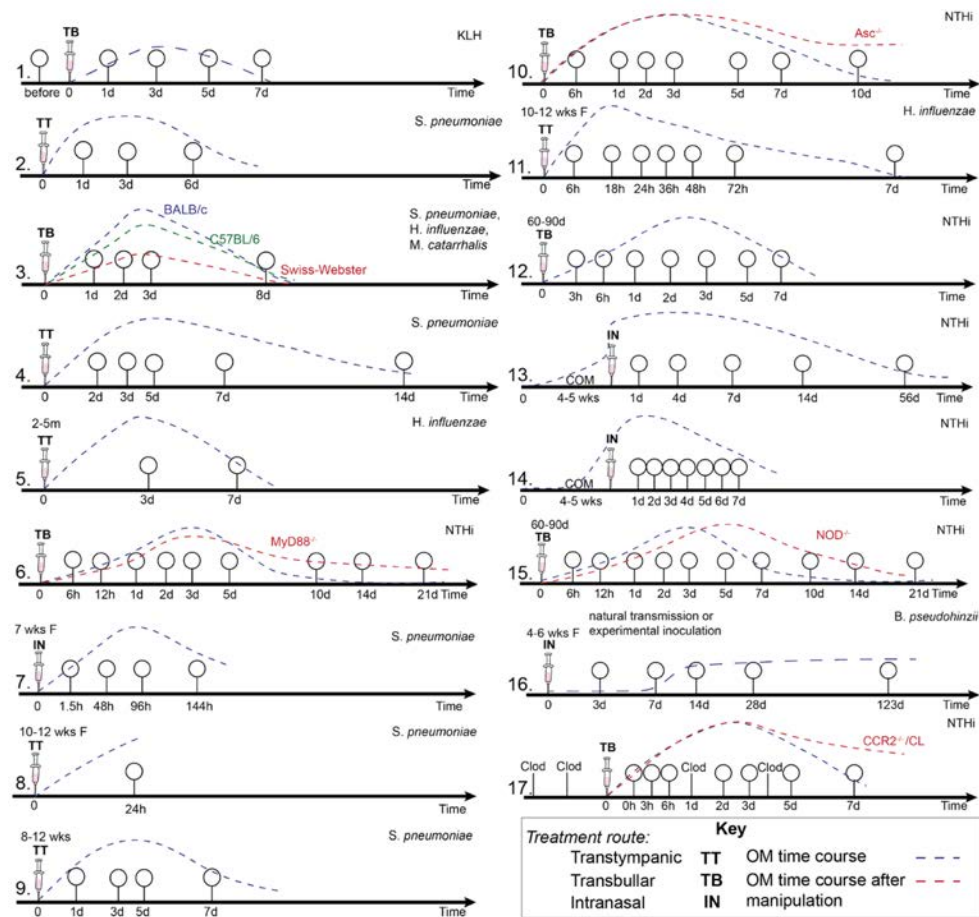 KLH
TB
1.
before 0 1d 3d 5d 7d Time
S. pneumoniae
TT
2.
0 1d 3d 6d Time
BALB/c
S. pneumoniae,
H. influenzae,
M. catarrhalis
C57BL/6
TB
Swiss-Webster
3.
0 1d 2d 3d 8d Time
S. pneumoniae
TT
4.
0 2d 3d 5d 7d 14d Time
2-5m
H. influenzae
TT
5.
0 3d 7d Time
NTHi
TB
MyD88-/-
6.
0 6h 12h 1d 2d 3d 5d 10d 14d 21d Time
7 wks F
S. pneumoniae
IN
7.
0 1.5h 48h 96h 144h Time
10-12 wks F
S. pneumoniae
TT
8.
0 24h Time
8-12 wks
S. pneumoniae
TT
9.
0 1d 3d 5d 7d Time
NTHi
TB
Asc-/-
10.
0 6h 1d 2d 3d 5d 7d 10d Time
10-12 wks F
H. influenzae
TT
11.
0 6h 18h 24h 36h 48h 72h 7d Time
60-90d
NTHi
TB
12.
0 3h 6h 1d 2d 3d 5d 7d Time
NTHi
IN
13.
COM
0 4-5 wks 1d 4d 7d 14d 56d Time
NTHi
IN
14.
COM
0 4-5 wks 1d 2d 3d 4d 5d 6d 7d Time
60-90d
NTHi
TB
NOD-/-
15.
0 6h 12h 1d 2d 3d 5d 7d 10d 14d 21d Time
natural transmission or
experimental inoculation
B. pseudohinzii
4-6 wks F
IN
16.
0 3d 7d 14d 28d 123d Time
NTHi
TB
CCR2-/-/CL
Clod Clod Clod Clod
17.
0 0h 3h 6h 1d 2d 3d 5d 7d Time
Key
Treatment route:
Transtympanic TT OM time course
Transbullar TB OM time course after
Intranasal IN manipulation